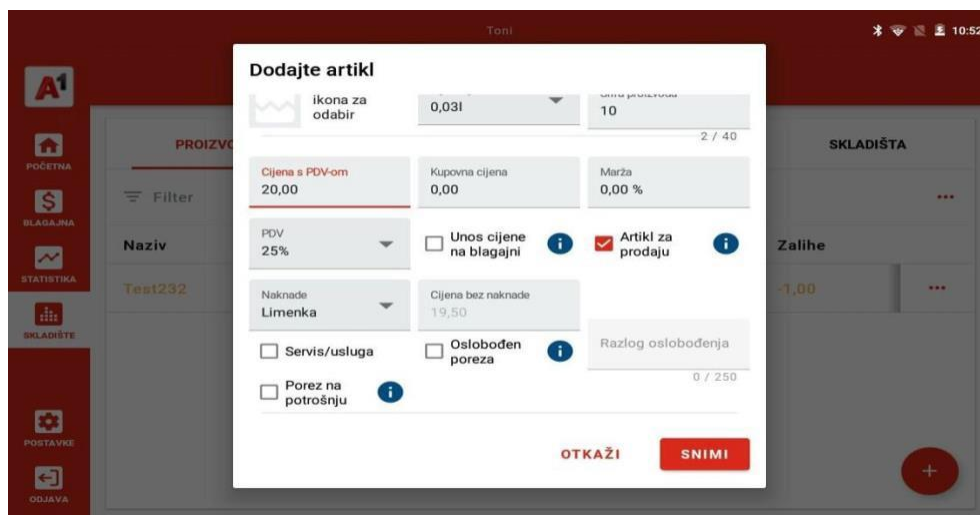 Toni
10:52
A1
Dodajte artikl
ikona za
odabir
0,03l
Šifra proizvoda
10
2 / 40
PROIZVO
SKLADIŠTA
POČETNA
Cijena s PDV-om
20,00
Kupovna cijena
0,00
Marža
0,00 %
Filter
BLAGAJNA
PDV
25%
Unos cijene
na blagajni
Artikl za
prodaju
Naziv
Zalihe
STATISTIKA
Test232
-1,00
Naknade
Limenka
Cijena bez naknade
19,50
SKLADIŠTE
Servis/usluga
Oslobođen
poreza
Razlog oslobođenja
0 / 250
Porez na
potrošnju
POSTAVKE
OTKAŽI
SNIMI
ODJAVA